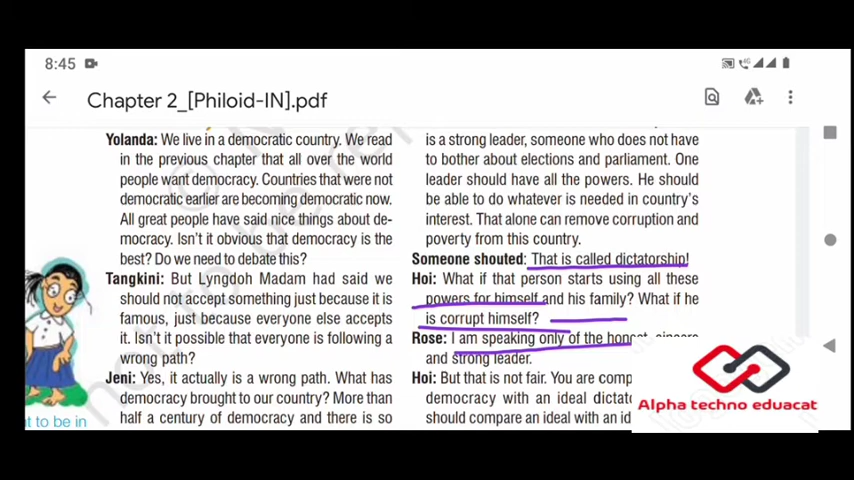 8:45
Chapter 2_[Philoid-IN].pdf
Yolanda: We live in a democratic country. We read
in the previous chapter that all over the world
people want democracy. Countries that were not
democratic earlier are becoming democratic now.
All great people have said nice things about de-
mocracy. Isn't it obvious that democracy is the
best? Do we need to debate this?
Tangkini: But Lyngdoh Madam had said we
should not accept something just because it is
famous, just because everyone else accepts
it. Isn't it possible that everyone is following a
wrong path?
Jeni: Yes, it actually is a wrong path. What has
democracy brought to our country? More than
half a century of democracy and there is so
t to be in
is a strong leader, someone who does not have
to bother about elections and parliament. One
leader should have all the powers. He should
be able to do whatever is needed in country's
interest. That alone can remove corruption and
poverty from this country.
Someone shouted: That is called dictatorship!
Hoi: What if that person starts using all these
powers for himself and his family? What if he
is corrupt himself?
Rose: I am speaking only of the honest, sincere
and strong leader.
Hoi: But that is not fair. You are comp
democracy with an ideal dictat
should compare an ideal with an id
Alpha techno eduacat
not to be re